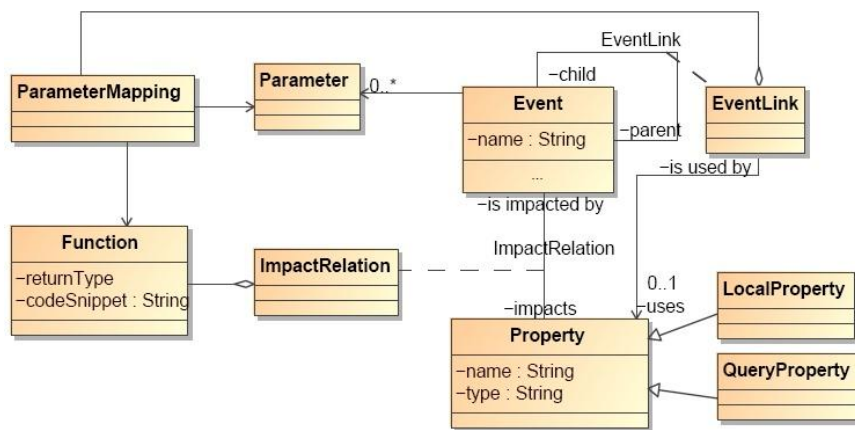 EventLink
ParameterMapping
Parameter
0..*
−child
Event
−name : String
...
−parent
EventLink
−is used by
−is impacted by
ImpactRelation
Function
−returnType
−codeSnippet : String
ImpactRelation
0..1
−uses
−impacts
LocalProperty
Property
−name : String
−type : String
QueryProperty